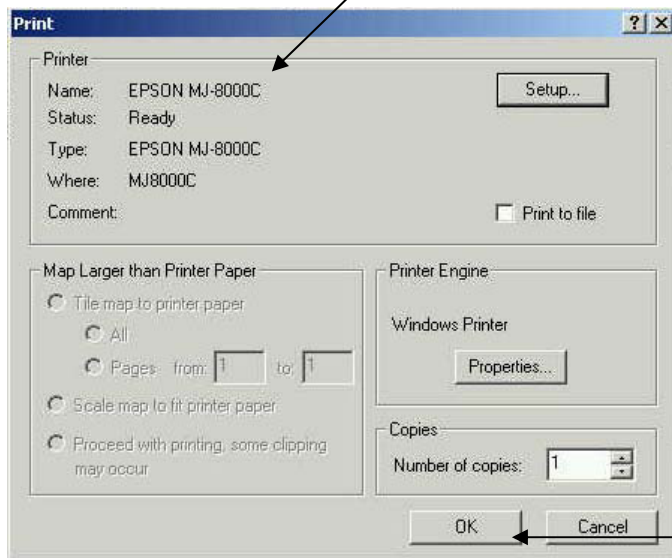 Print
Printer
Name: EPSON MJ-8000C
Setup...
Status: Ready
Type: EPSON MJ-8000C
Where: MJ8000C
Comment:
Print to file
Map Larger than Printer Paper
Tile map to printer paper
All
Pages from: 1 to: 1
Scale map to fit printer paper
Proceed with printing, some clipping
may occur
Printer Engine
Windows Printer
Properties...
Copies
Number of copies: 1
OK
Cancel